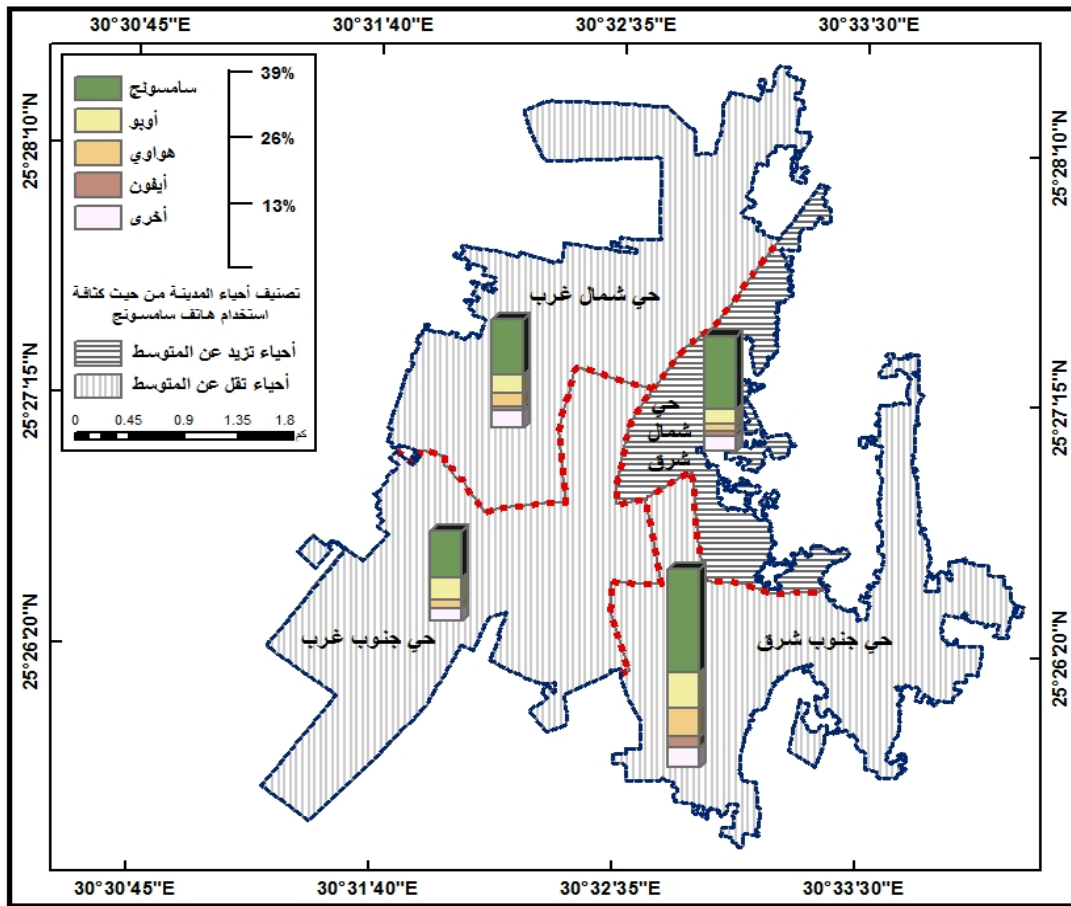 30°30'45"E 30°31'40"E 30°32'35"E 30°33'30"E
سامسونج
أوبو
هواوي
أيفون
أخرى
39%
26%
13%
تصنيف أحياء المدينة من حيث كثافة
استخدام هاتف سامسونج
أحياء تزيد عن المتوسط
أحياء تقل عن المتوسط
0 0.45 0.9 1.35 1.8
كم
25°28'10"N
25°27'15"N
25°26'20"N
حي شمال غرب
حي
شمال
شرق
حي جنوب غرب
حي جنوب شرق
25°28'10"N
25°27'15"N
25°26'20"N
30°30'45"E 30°31'40"E 30°32'35"E 30°33'30"E